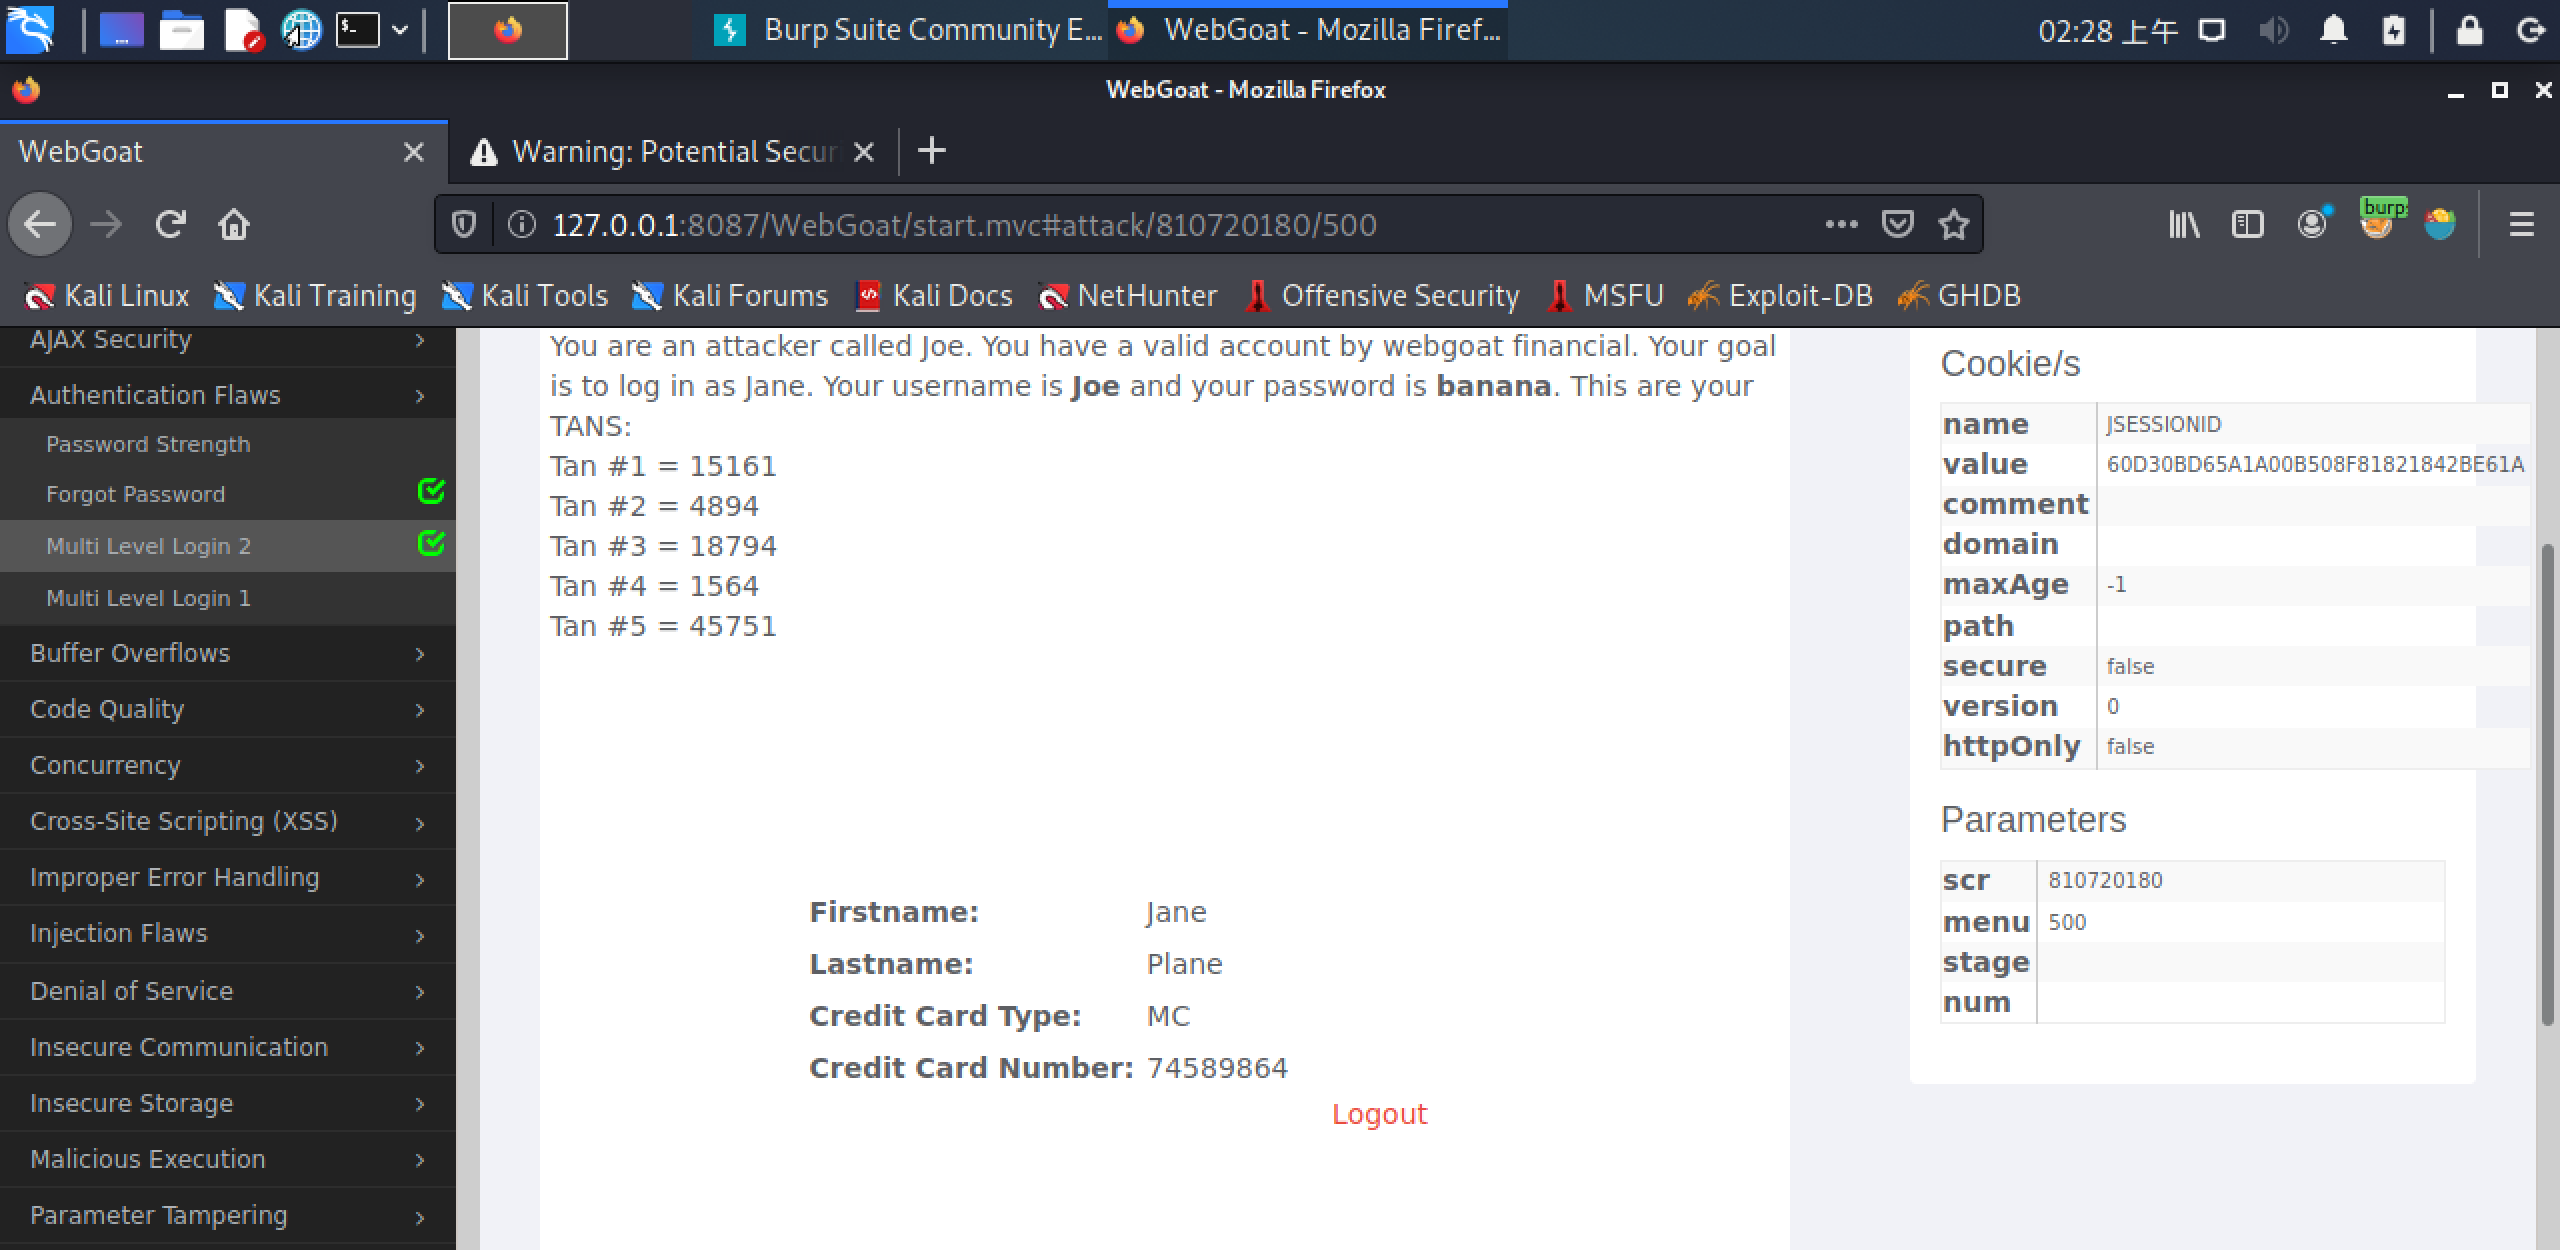 Burp Suite Community E...
WebGoat - Mozilla Firef...
02:28 上午
WebGoat - Mozilla Firefox
WebGoat
Warning: Potential Secur
127.0.0.1:8087/WebGoat/start.mvc#attack/810720180/500
burp
Kali Linux
Kali Training
Kali Tools
Kali Forums
Kali Docs
NetHunter
Offensive Security
MSFU
Exploit-DB
GHDB
AJAX Security
Authentication Flaws
Password Strength
Forgot Password
Multi Level Login 2
Multi Level Login 1
Buffer Overflows
Code Quality
Concurrency
Cross-Site Scripting (XSS)
Improper Error Handling
Injection Flaws
Denial of Service
Insecure Communication
Insecure Storage
Malicious Execution
Parameter Tampering
You are an attacker called Joe. You have a valid account by webgoat financial. Your goal
is to log in as Jane. Your username is Joe and your password is banana. This are your
TANS:
Tan #1 = 15161
Tan #2 = 4894
Tan #3 = 18794
Tan #4 = 1564
Tan #5 = 45751
Firstname: Jane
Lastname: Plane
Credit Card Type: MC
Credit Card Number: 74589864
Logout
Cookie/s
name JSESSIONID
value 60D30BD65A1A00B508F81821842BE61A
comment
domain
maxAge -1
path
secure false
version 0
httpOnly false
Parameters
scr 810720180
menu 500
stage
num